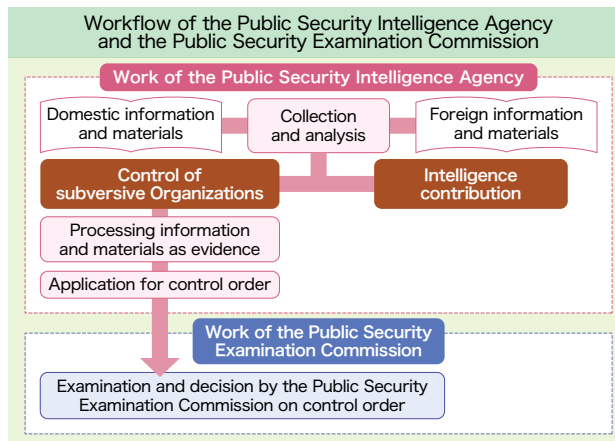 Workflow of the Public Security Intelligence Agency
and the Public Security Examination Commission
Work of the Public Security Intelligence Agency
Domestic information
and materials
Collection
and analysis
Foreign information
and materials
Control of
subversive Organizations
Intelligence
contribution
Processing information
and materials as evidence
Application for control order
Work of the Public Security
Examination Commission
Examination and decision by the Public Security
Examination Commission on control order